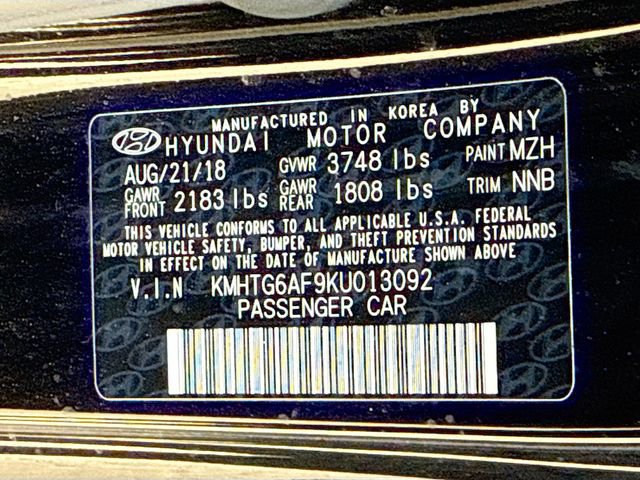 MANUFACTURED IN KOREA BY
HYUNDAI MOTOR COMPANY
AUG/21/18 GVWR 3748 lbs PAINT MZH
GAWR FRONT 2183 lbs GAWR REAR 1808 lbs TRIM NNB
THIS VEHICLE CONFORMS TO ALL APPLICABLE U.S.A. FEDERAL
MOTOR VEHICLE SAFETY, BUMPER, AND THEFT PREVENTION STANDARDS
IN EFFECT ON THE DATE OF MANUFACTURE SHOWN ABOVE
V.I.N KMHTG6AF9KU013092
PASSENGER CAR